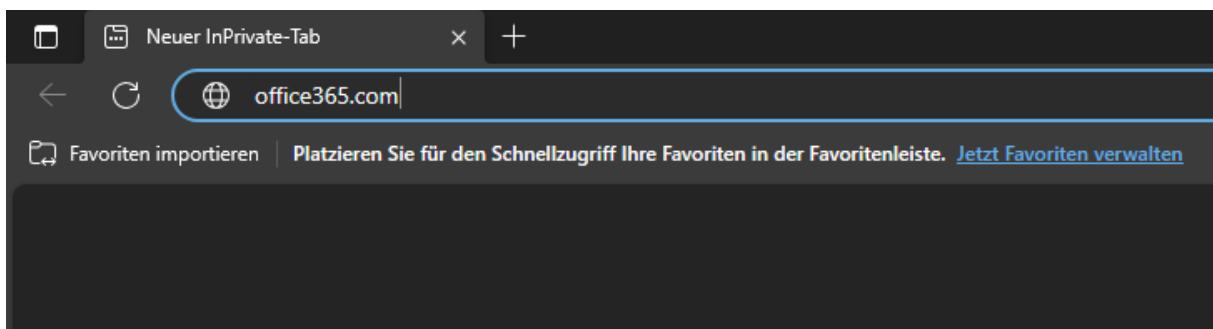 Neuer InPrivate-Tab
office365.com
Favoriten importieren Platzieren Sie für den Schnellzugriff Ihre Favoriten in der Favoritenleiste. Jetzt Favoriten verwalten